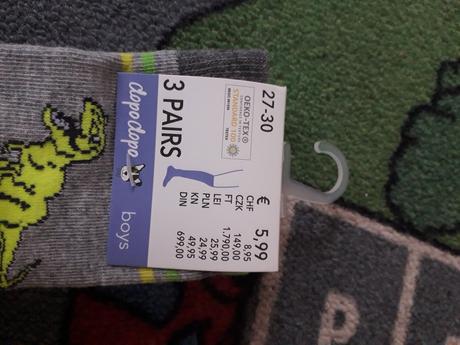 27-30
OEKO-TEX®
STANDARD 100
€ 5,99
CHF 8,95
CZK 149,00
FT 1.790,00
LEI 25,99
PLN 24,99
KN 49,95
DIN 699,00
3 PAIRS
dopodopo boys
P